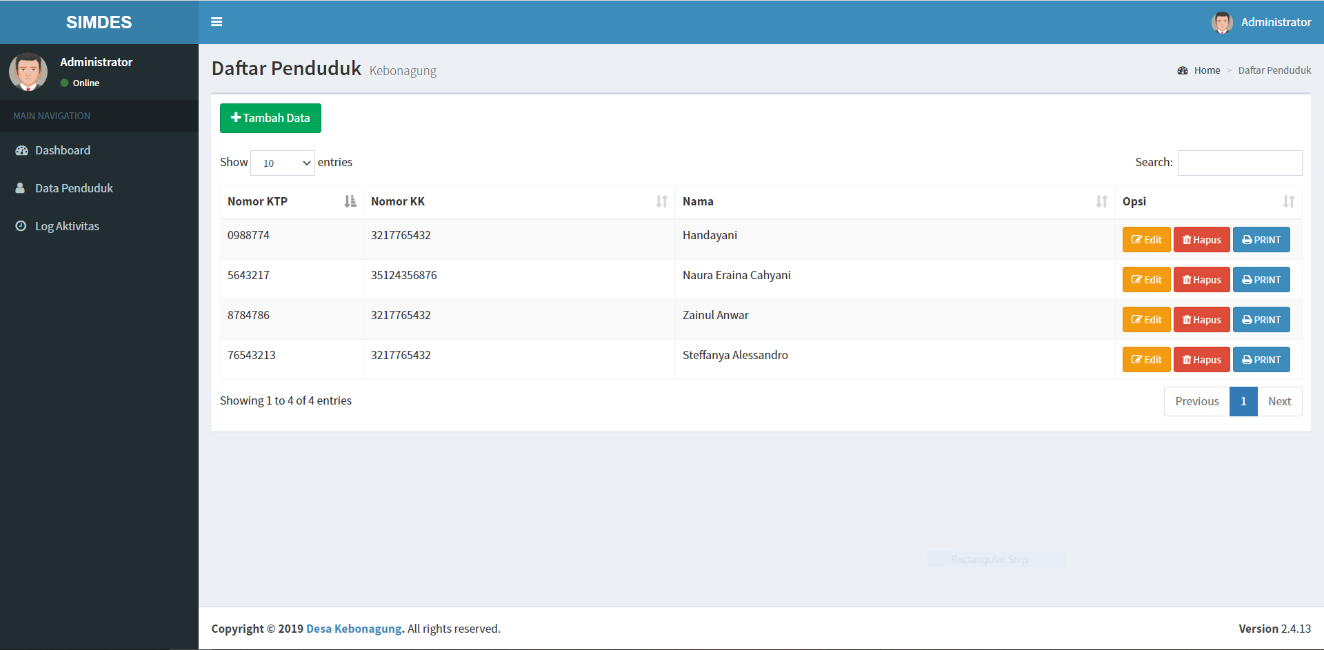 SIMDES
Administrator
Administrator
Online
MAIN NAVIGATION
Dashboard
Data Penduduk
Log Aktivitas
Daftar Penduduk Kebonagung
Home > Daftar Penduduk
Tambah Data
Show 10 entries
Search:
Nomor KTP Nomor KK Nama Opsi
0988774 3217765432 Handayani Edit Hapus PRINT
5643217 35124356876 Naura Eraina Cahyani Edit Hapus PRINT
8784786 3217765432 Zainul Anwar Edit Hapus PRINT
76543213 3217765432 Steffanya Alessandro Edit Hapus PRINT
Showing 1 to 4 of 4 entries
Previous 1 Next
Rectangular Snip
Copyright © 2019 Desa Kebonagung. All rights reserved.
Version 2.4.13